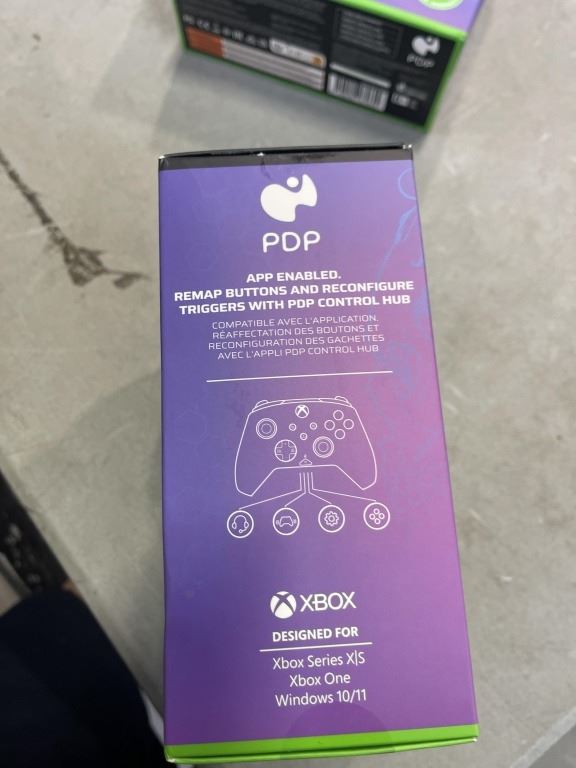 PDP
PDP
APP ENABLED.
REMAP BUTTONS AND RECONFIGURE
TRIGGERS WITH PDP CONTROL HUB
COMPATIBLE AVEC L'APPLICATION.
RÉAFFECTATION DES BOUTONS ET
RECONFIGURATION DES GACHETTES
AVEC L'APPLI PDP CONTROL HUB
XBOX
DESIGNED FOR
Xbox Series X|S
Xbox One
Windows 10/11